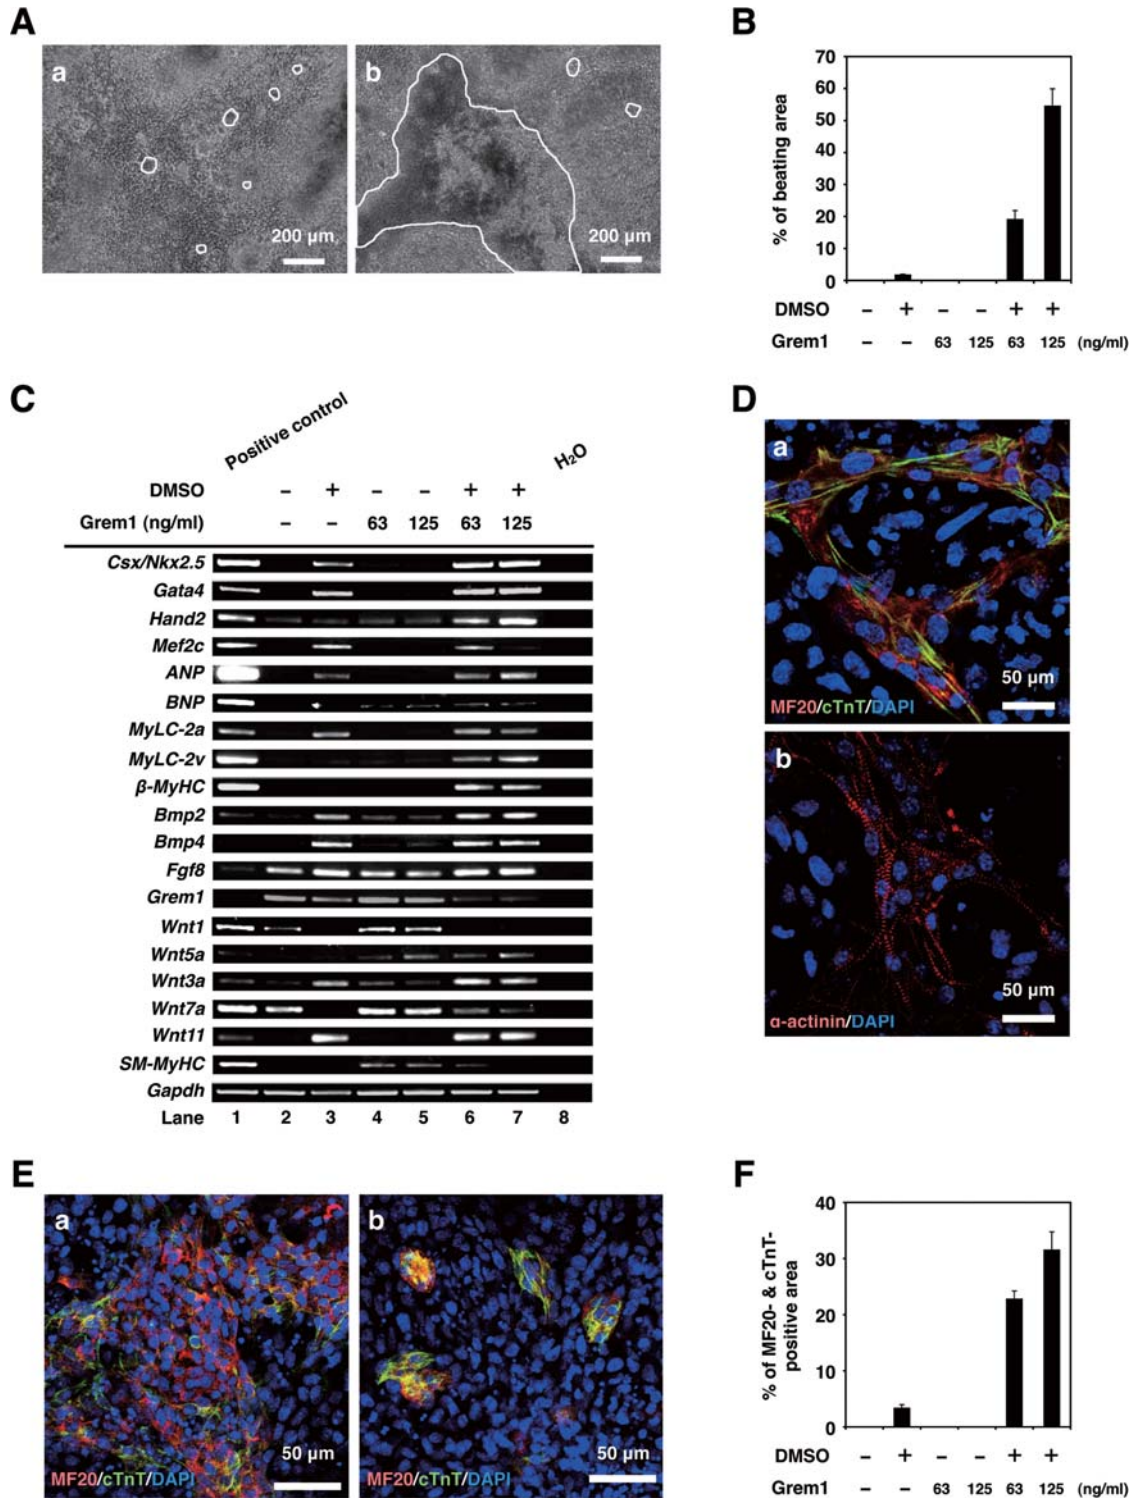 A
a
200 µm
b
200 µm
B
% of beating area
70
60
50
40
30
20
10
0
DMSO – + – – + +
Grem1 – – 63 125 63 125 (ng/ml)
C
Positive control
H₂O
DMSO – + – – + +
Grem1 (ng/ml) – – 63 125 63 125
Csx/Nkx2.5
Gata4
Hand2
Mef2c
ANP
BNP
MyLC-2a
MyLC-2v
β-MyHC
Bmp2
Bmp4
Fgf8
Grem1
Wnt1
Wnt5a
Wnt3a
Wnt7a
Wnt11
SM-MyHC
Gapdh
Lane 1 2 3 4 5 6 7 8
D
a
50 µm
MF20/cTnT/DAPI
b
50 µm
α-actinin/DAPI
E
a
50 µm
MF20/cTnT/DAPI
b
50 µm
MF20/cTnT/DAPI
F
% of MF20- & cTnT-
positive area
40
30
20
10
0
DMSO – + – – + +
Grem1 – – 63 125 63 125 (ng/ml)